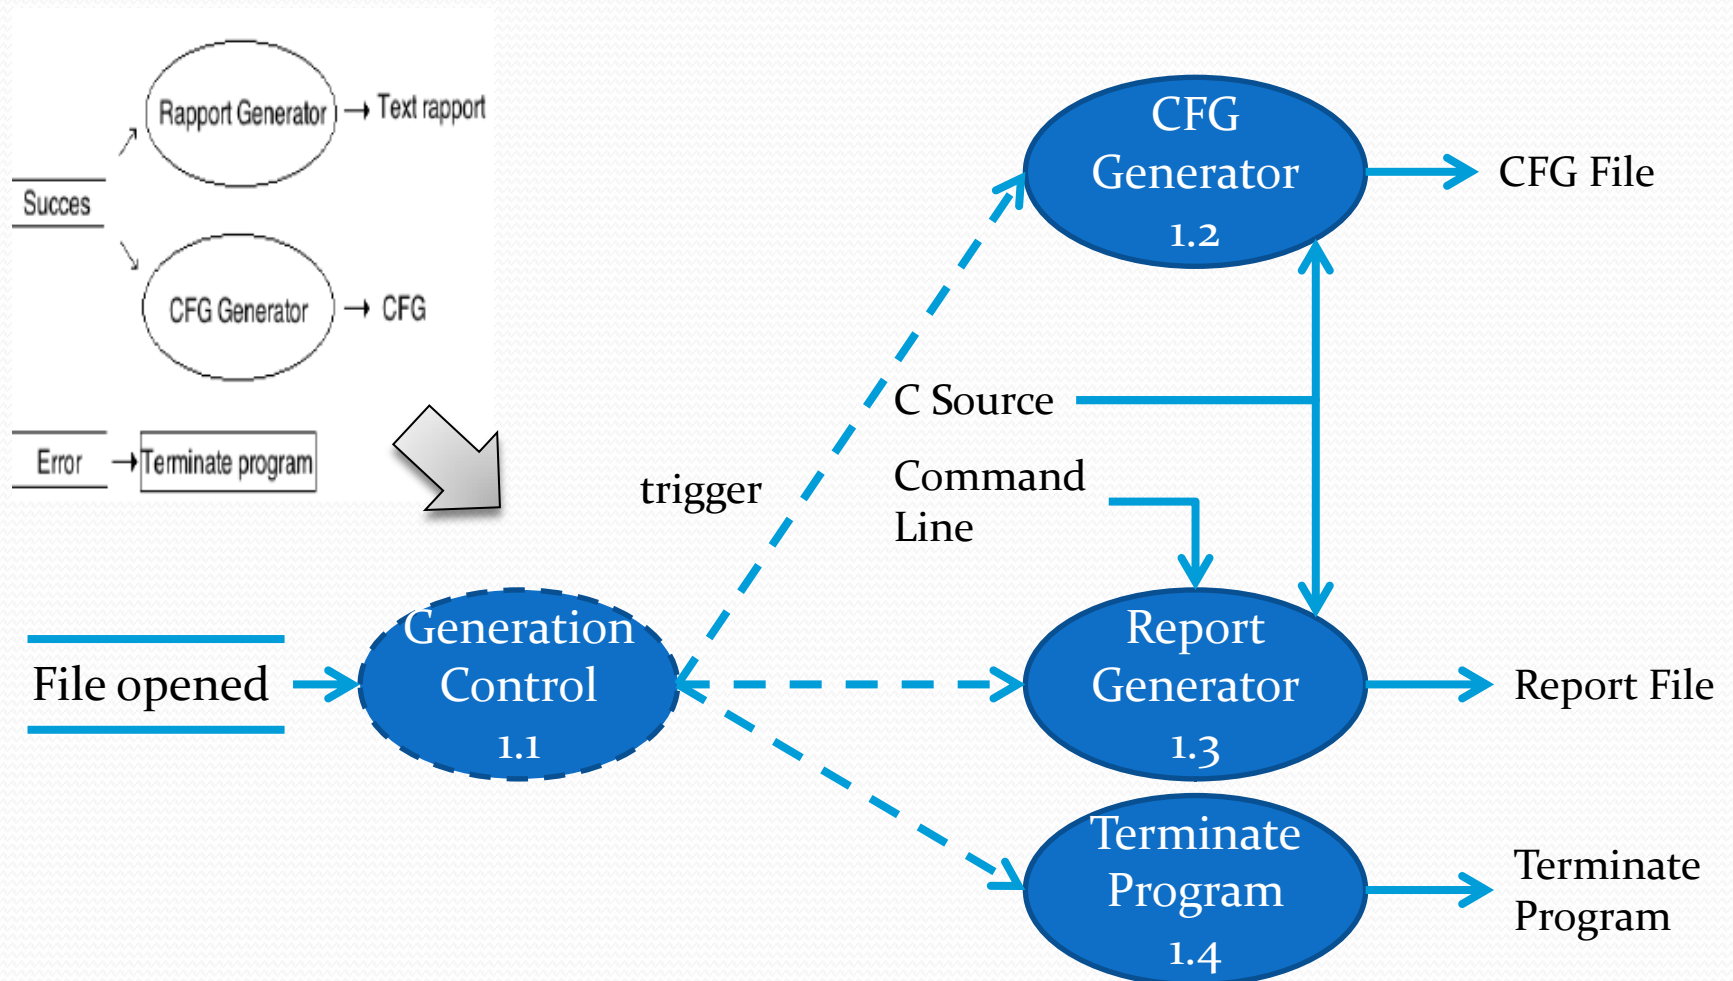 Rapport Generator
Text rapport
Succes
CFG Generator
CFG
Error
Terminate program
CFG
Generator
1.2
CFG File
C Source
Command
Line
trigger
File opened
Generation
Control
1.1
Report
Generator
1.3
Report File
Terminate
Program
1.4
Terminate
Program